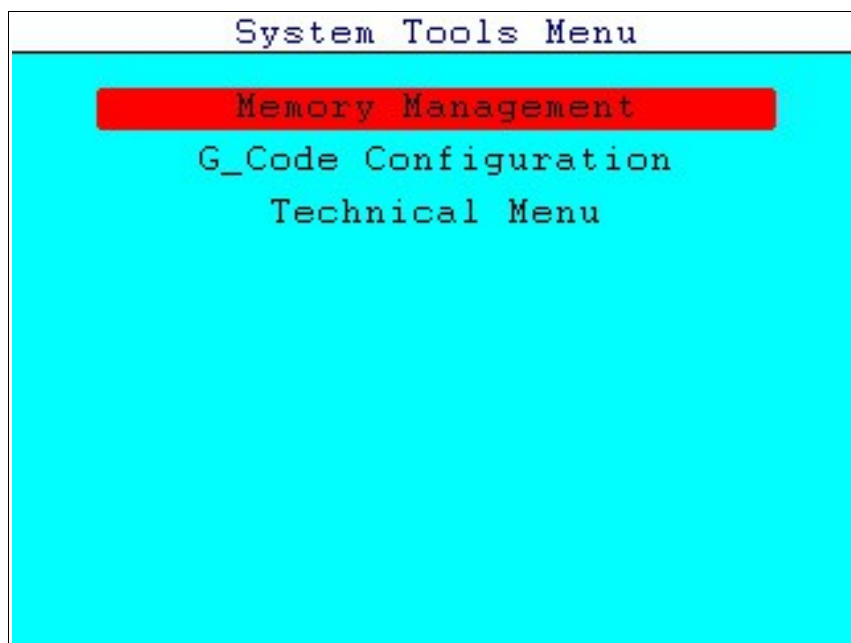 System Tools Menu
Memory Management
G_Code Configuration
Technical Menu